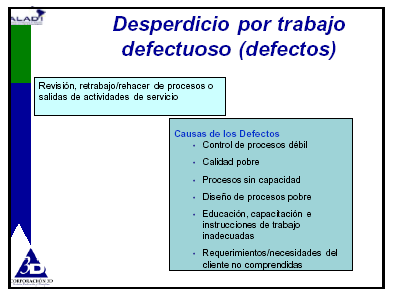 ALADI
Desperdicio por trabajo
defectuoso (defectos)
Revisión, retrabajo/rehacer de procesos o
salidas de actividades de servicio
Causas de los Defectos
• Control de procesos débil
• Calidad pobre
• Procesos sin capacidad
• Diseño de procesos pobre
• Educación, capacitación e
instrucciones de trabajo
inadecuadas
• Requerimientos/necesidades del
cliente no comprendidas
3D
CORPORACION 3D